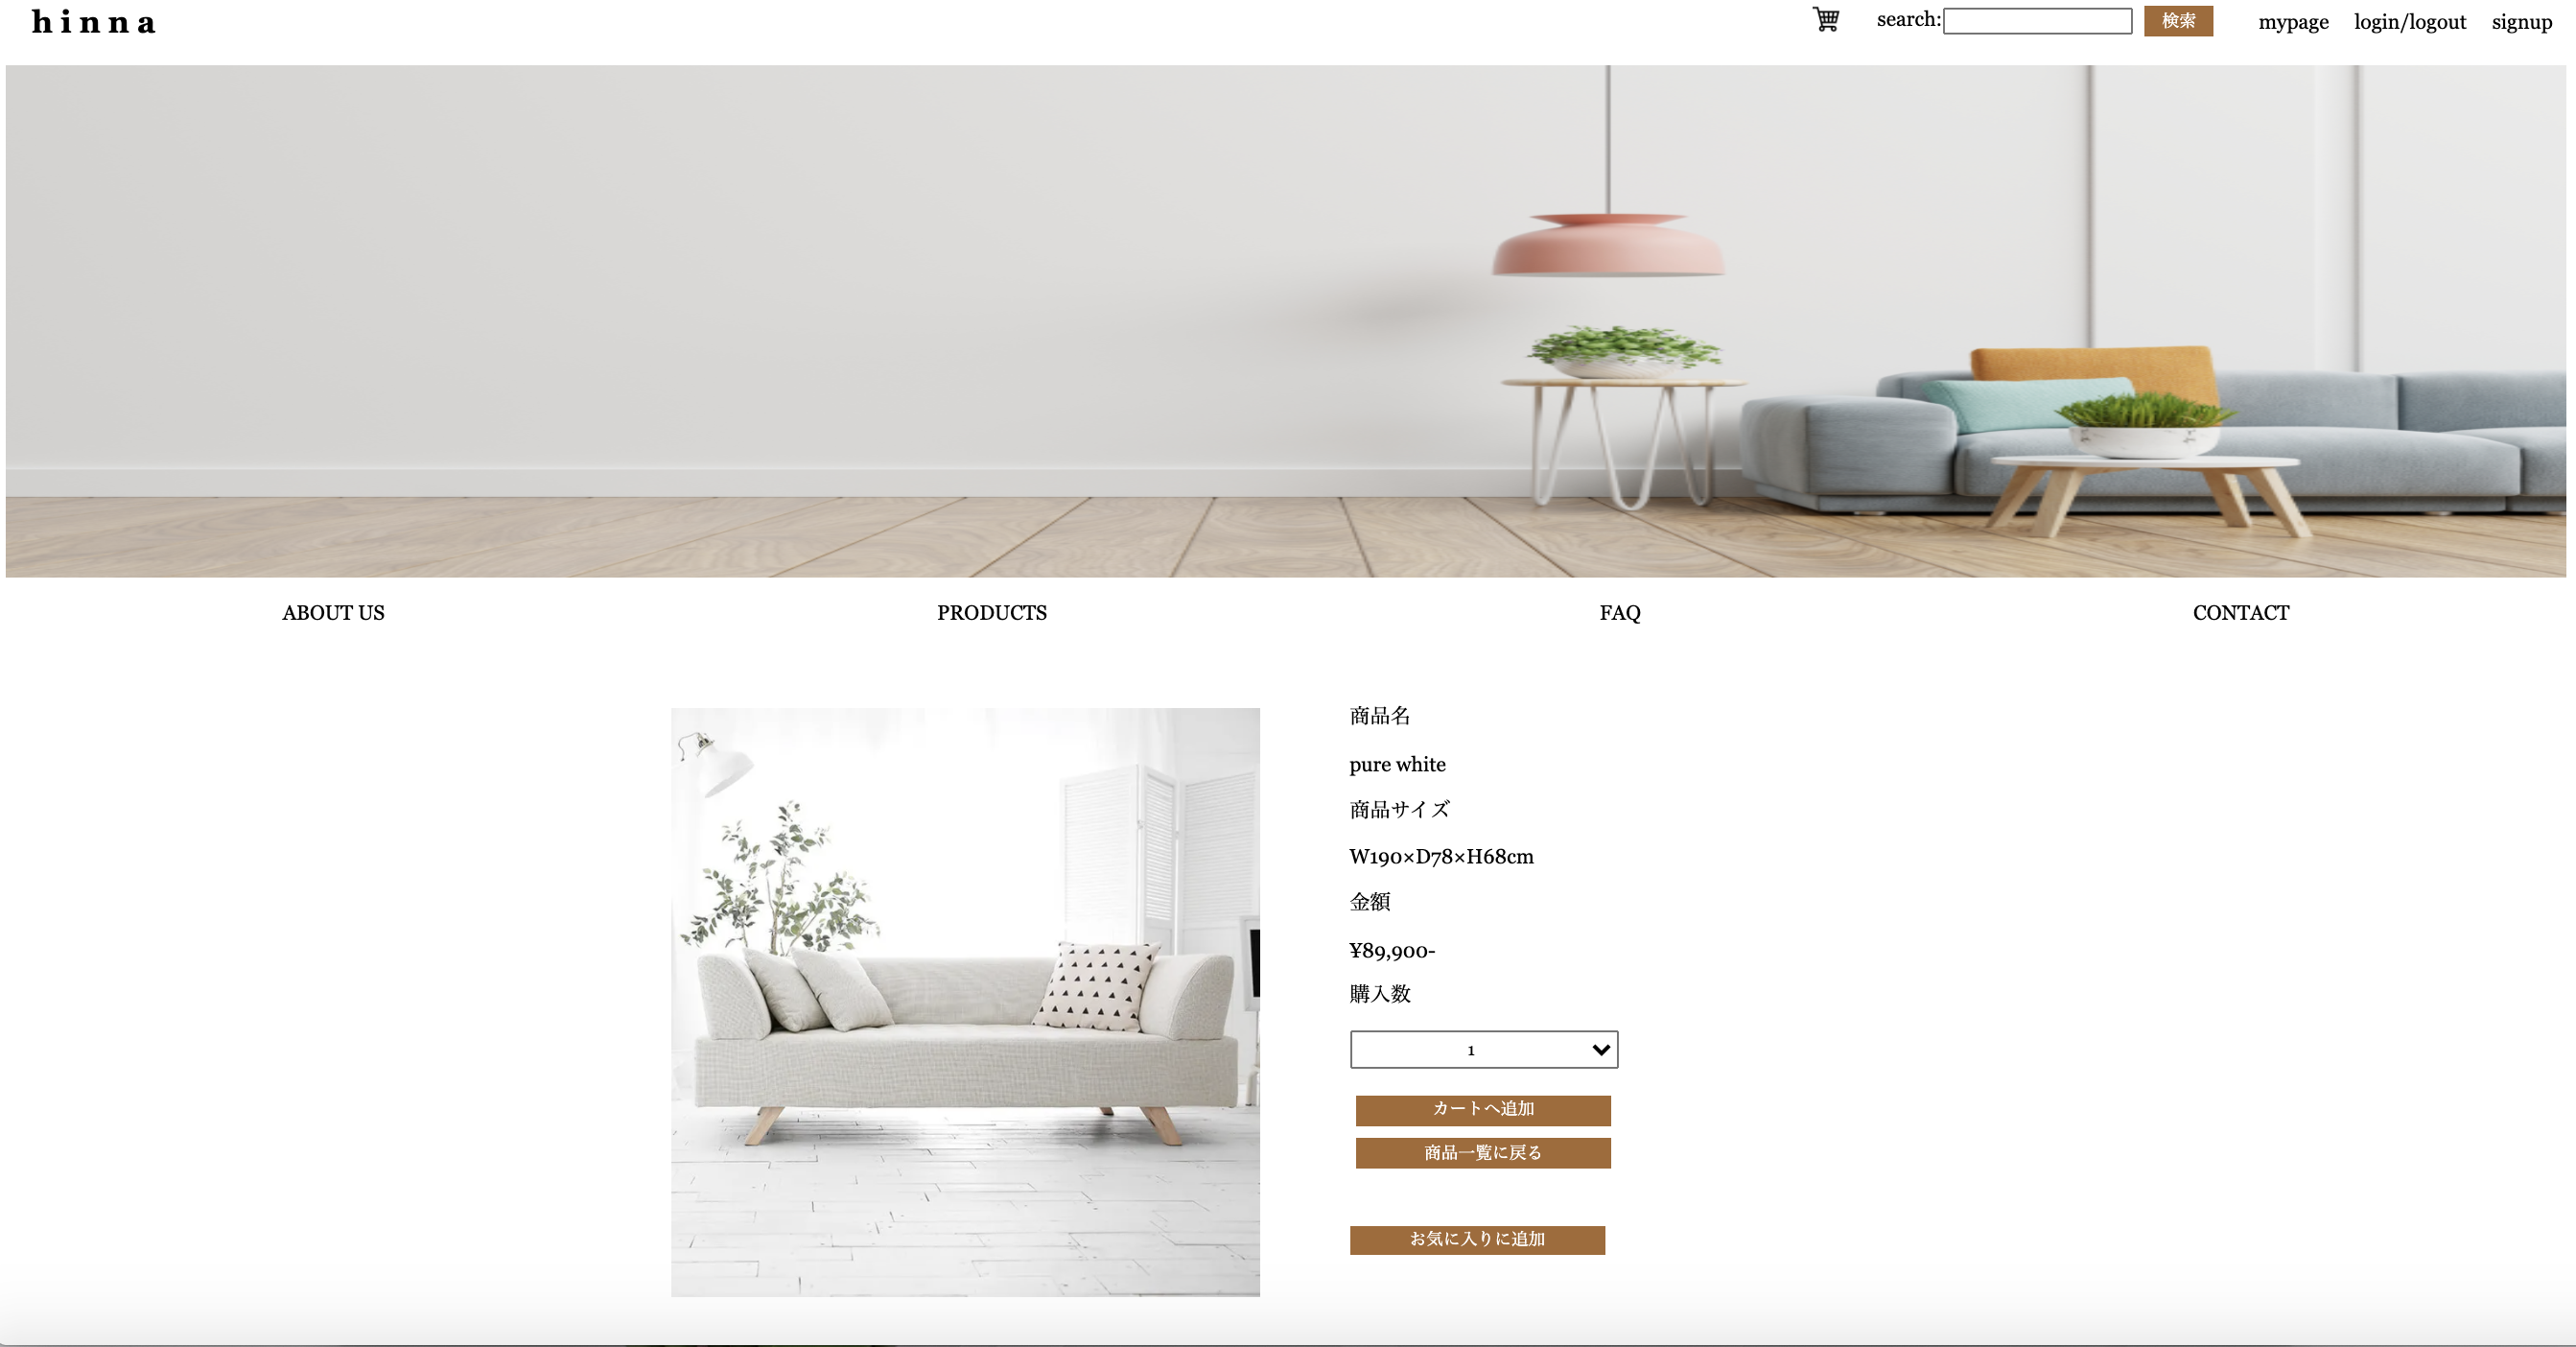 hinna
search: 検索 mypage login/logout signup
ABOUT US PRODUCTS FAQ CONTACT
商品名
pure white
商品サイズ
W190×D78×H68cm
金額
¥89,900-
購入数
1
カートへ追加
商品一覧に戻る
お気に入りに追加